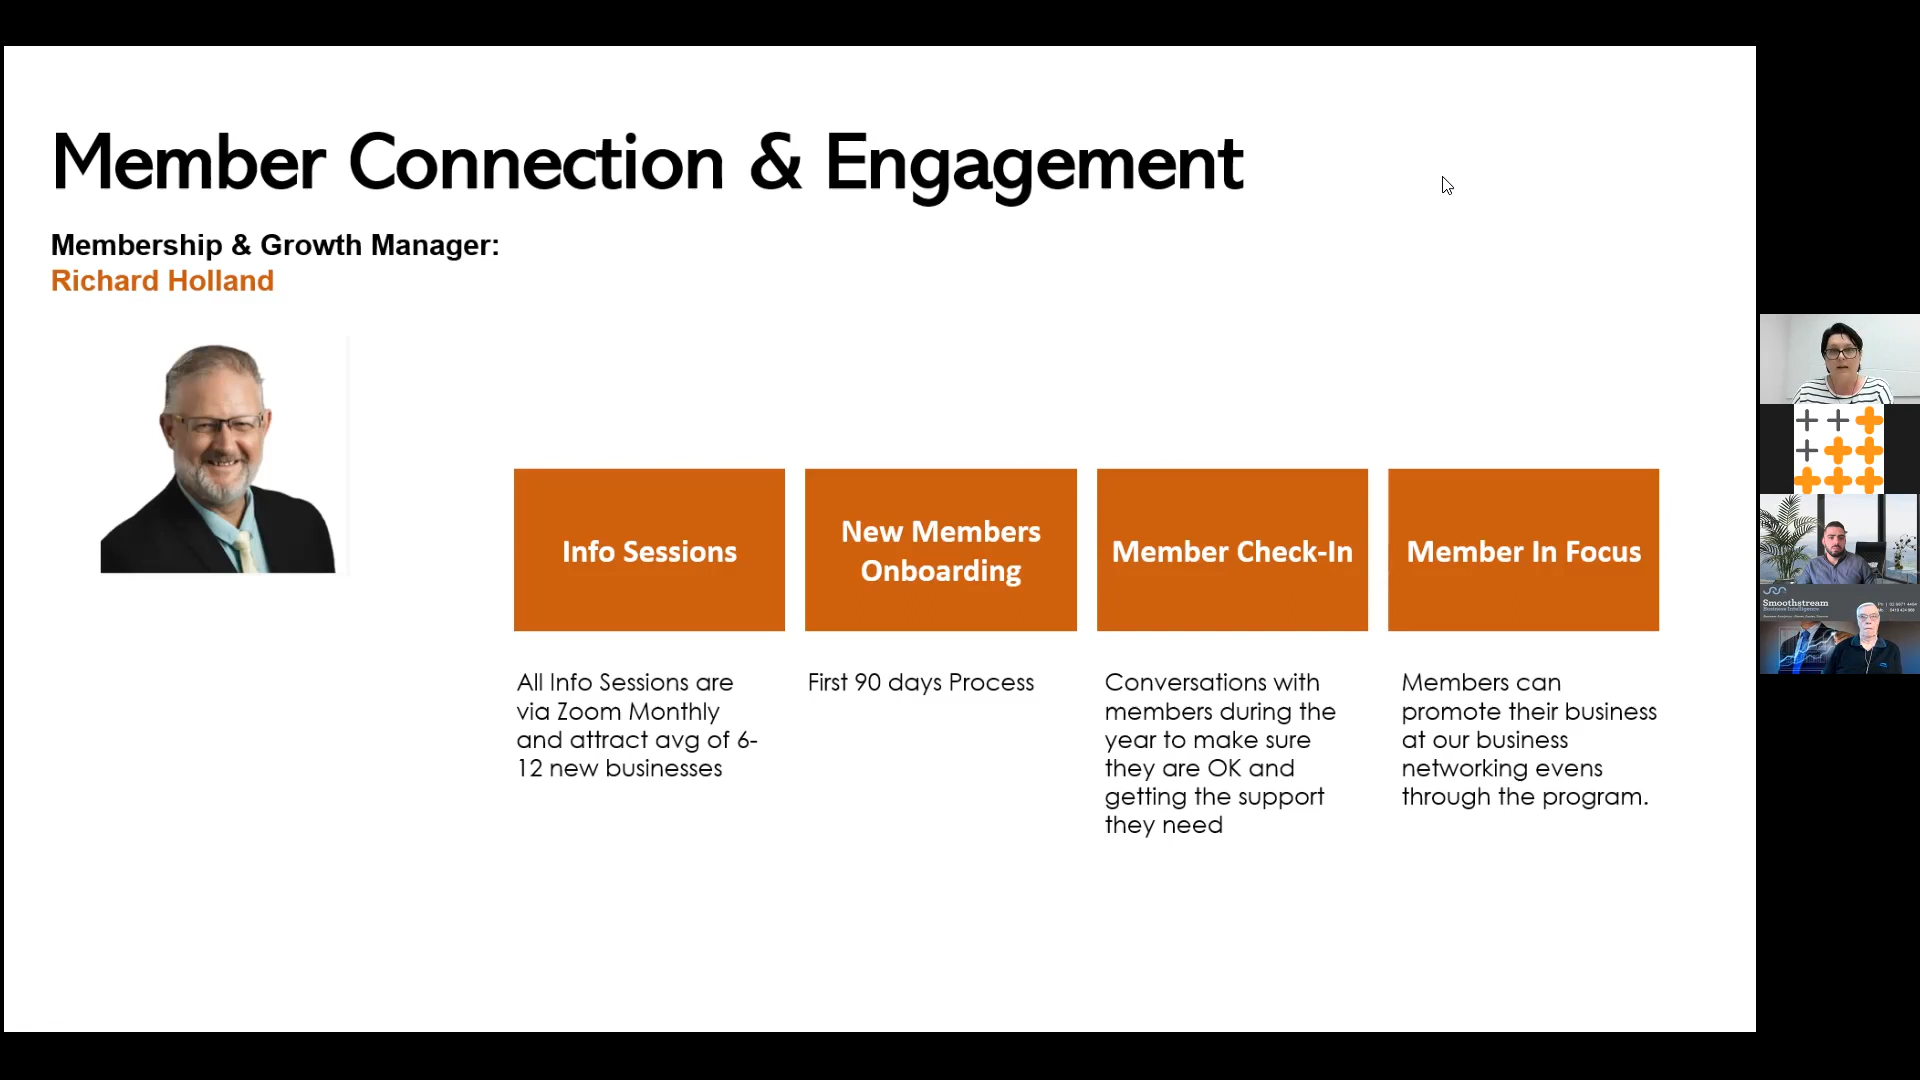 Member Connection & Engagement
Membership & Growth Manager:
Richard Holland
Info Sessions
New Members
Onboarding
Member Check-In
Member In Focus
All Info Sessions are
via Zoom Monthly
and attract avg of 6-
12 new businesses
First 90 days Process
Conversations with
members during the
year to make sure
they are OK and
getting the support
they need
Members can
promote their business
at our business
networking evens
through the program.
Smoothstream
Business Intelligence